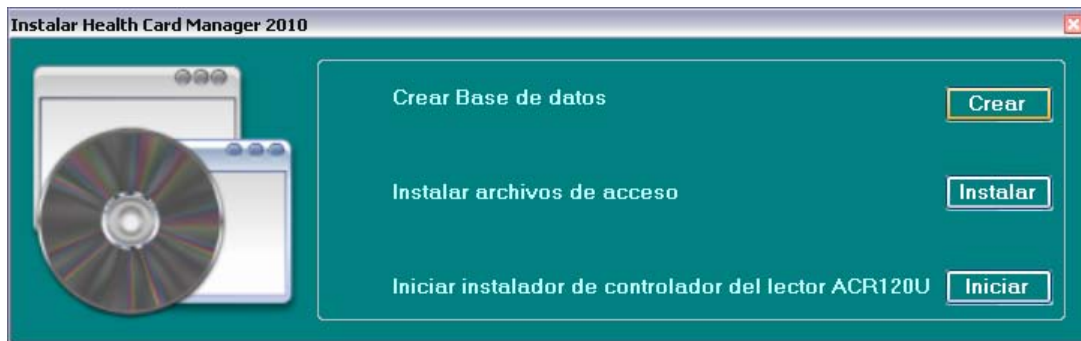 Instalar Health Card Manager 2010
Crear Base de datos
Crear
Instalar archivos de acceso
Instalar
Iniciar instalador de controlador del lector ACR120U
Iniciar